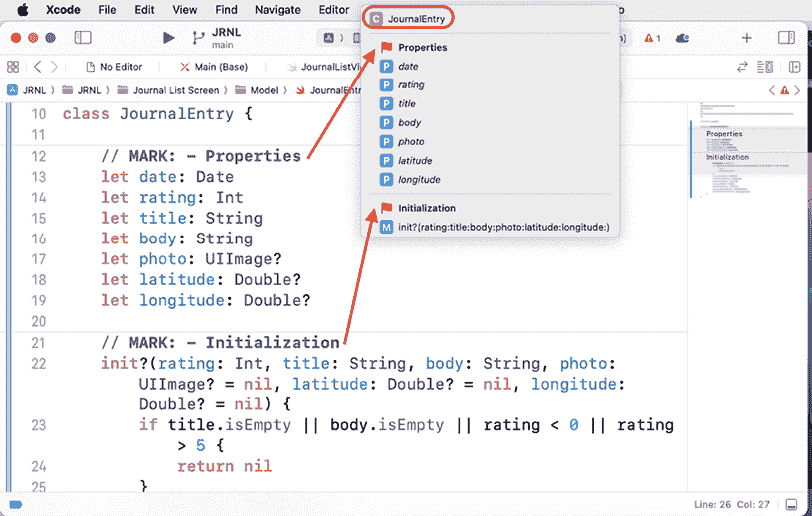 Xcode File Edit View Find Navigate Editor
JRNL
main
1
No Editor Main (Base) JournalListVi
JRNL JRNL Journal List Screen Model JournalEntr
JournalEntry
Properties
date
rating
title
body
photo
latitude
longitude
Initialization
init?(rating:title:body:photo:latitude:longitude:)
10 class JournalEntry {
11
12 // MARK: - Properties
13 let date: Date
14 let rating: Int
15 let title: String
16 let body: String
17 let photo: UIImage?
18 let latitude: Double?
19 let longitude: Double?
20
21 // MARK: - Initialization
22 init?(rating: Int, title: String, body: String, photo:
UIImage? = nil, latitude: Double? = nil, longitude:
Double? = nil) {
23 if title.isEmpty || body.isEmpty || rating < 0 || rating
> 5 {
24 return nil
25 }
Properties
Initialization
Line: 26 Col: 27